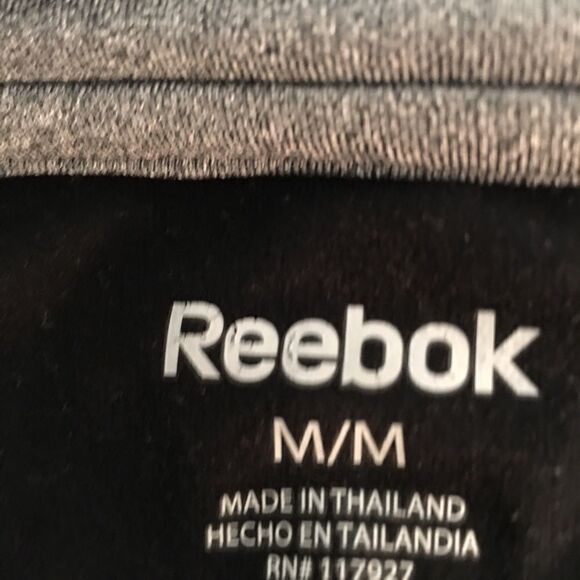 Reebok
M/M
MADE IN THAILAND
HECHO EN TAILANDIA
RN# 117927